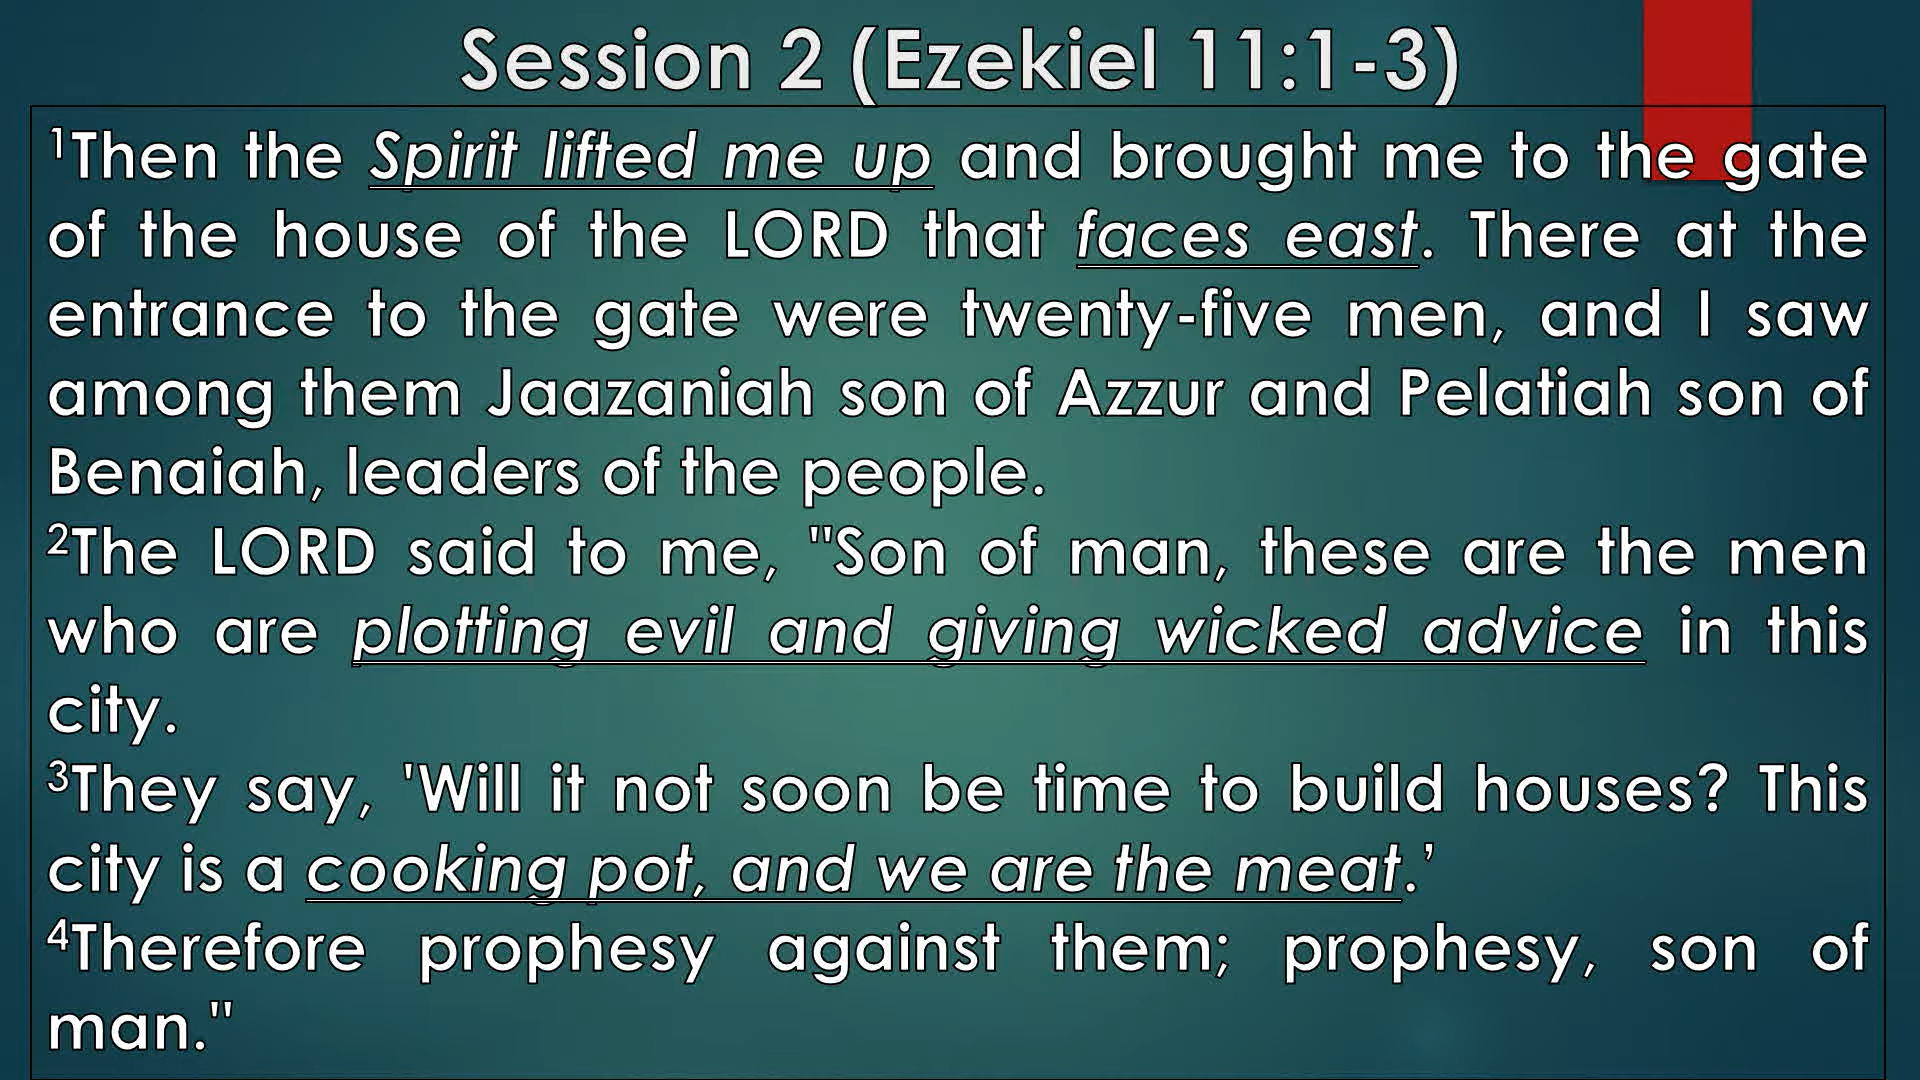 Session 2 (Ezekiel 11:1-3)
1Then the Spirit lifted me up and brought me to the gate
of the house of the LORD that faces east. There at the
entrance to the gate were twenty-five men, and I saw
among them Jaazaniah son of Azzur and Pelatiah son of
Benaiah, leaders of the people.
2The LORD said to me, "Son of man, these are the men
who are plotting evil and giving wicked advice in this
city.
3They say, 'Will it not soon be time to build houses? This
city is a cooking pot, and we are the meat.’
4Therefore prophesy against them; prophesy, son of
man."